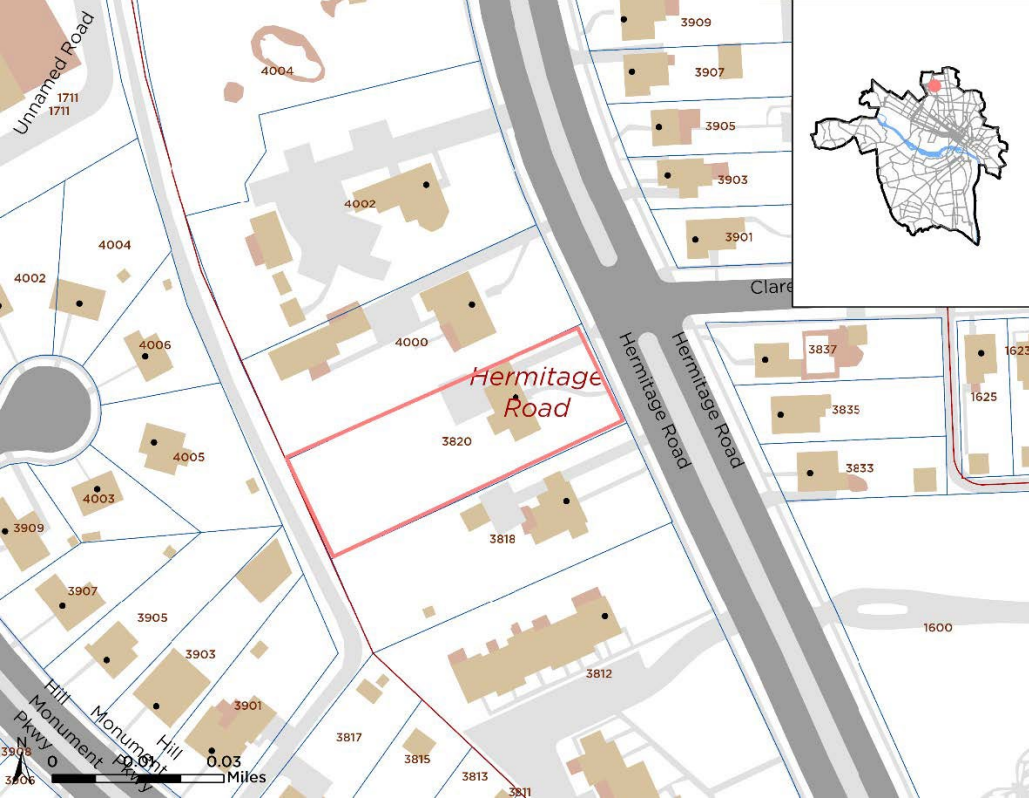 Unnamed Road
1711
1711
4004
3909
3907
3905
3903
3901
4002
4004
4002
4006
4000
Clare
Hermitage Road
Hermitage Road
Hermitage
Road
3820
3837
1623
1625
3835
3833
4005
4003
3909
3818
3907
3905
3903
3901
3812
1600
3817
3815
3813
3811
Hill
Monument
Pkwy
Monument
Hill
Pkwy
3908
3906
N
0
0.01
0.03
Miles